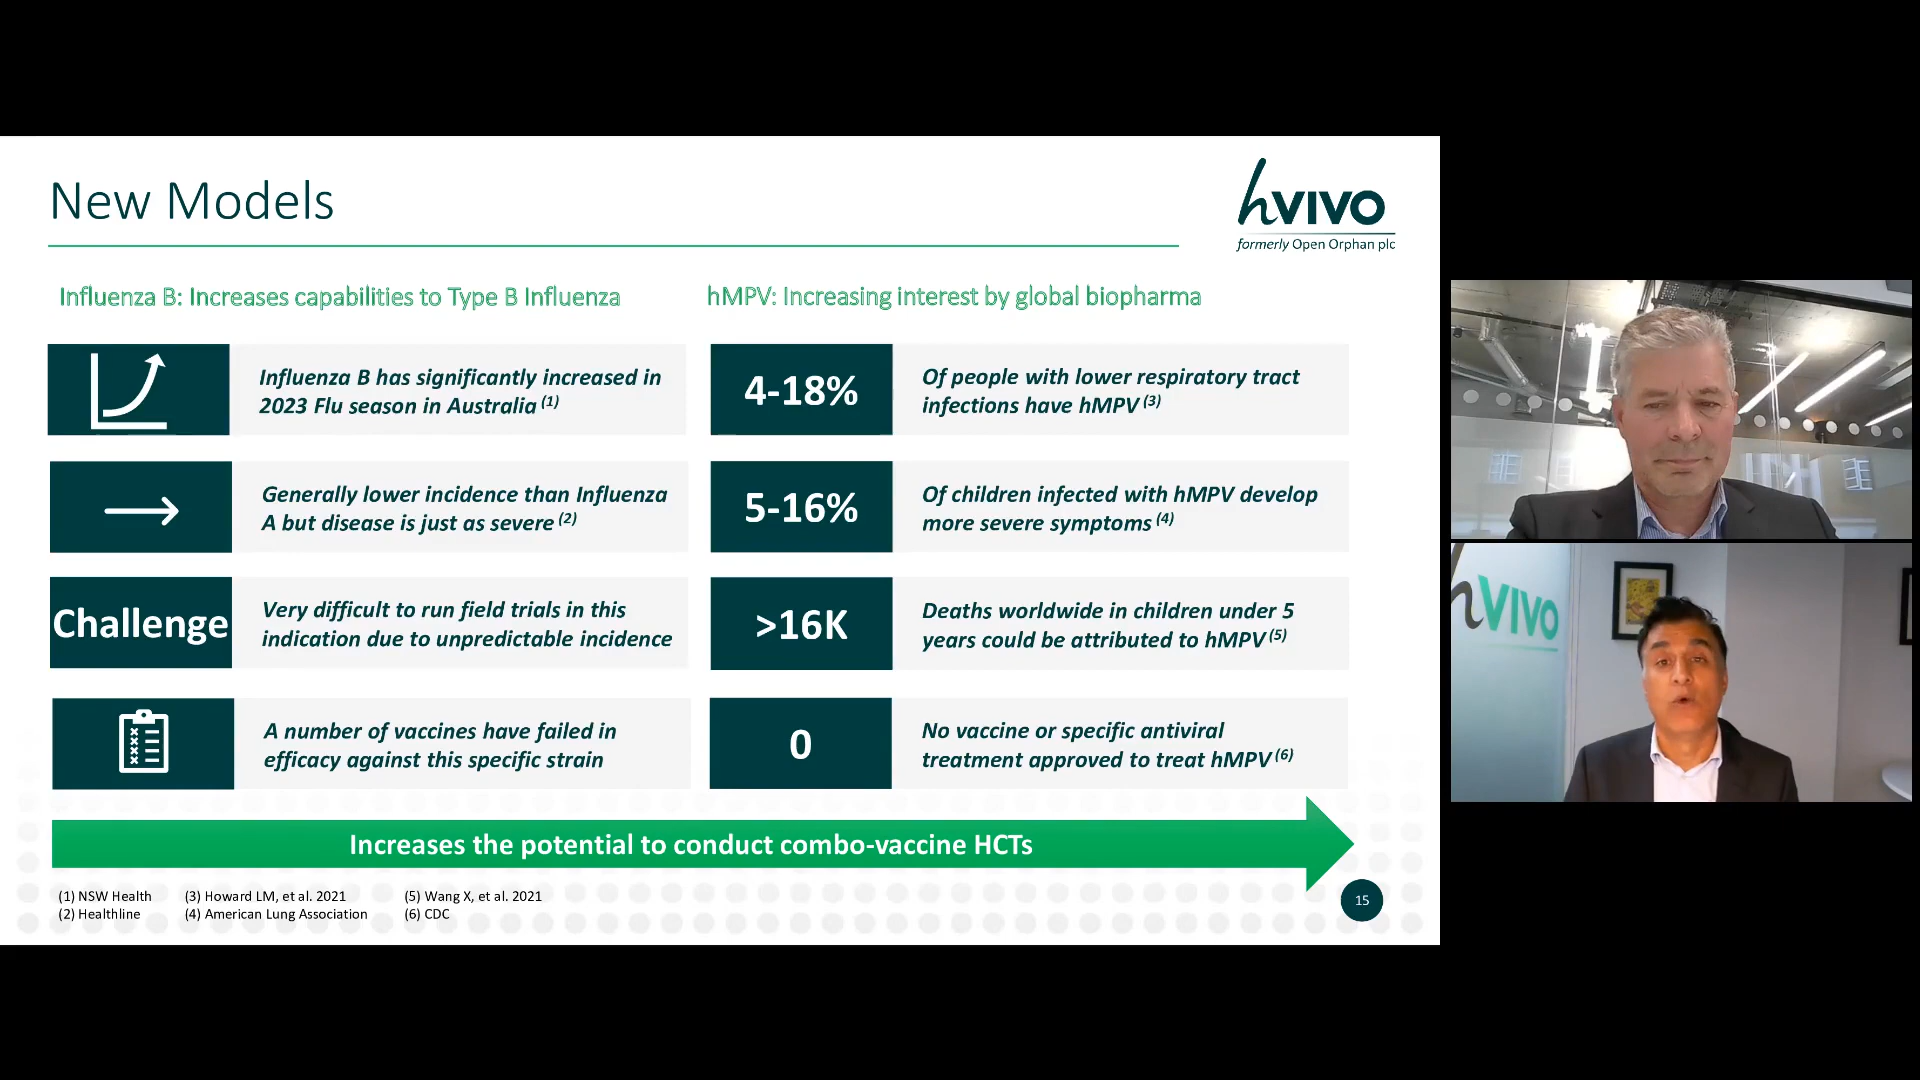 New Models
hvivo
formerly Open Orphan plc
Influenza B: Increases capabilities to Type B Influenza
Influenza B has significantly increased in
2023 Flu season in Australia (1)
Generally lower incidence than Influenza
A but disease is just as severe (2)
Challenge
Very difficult to run field trials in this
indication due to unpredictable incidence
A number of vaccines have failed in
efficacy against this specific strain
hMPV: Increasing interest by global biopharma
4-18%
Of people with lower respiratory tract
infections have hMPV (3)
5-16%
Of children infected with hMPV develop
more severe symptoms (4)
>16K
Deaths worldwide in children under 5
years could be attributed to hMPV (5)
0
No vaccine or specific antiviral
treatment approved to treat hMPV (6)
Increases the potential to conduct combo-vaccine HCTs
(1) NSW Health
(2) Healthline
(3) Howard LM, et al. 2021
(4) American Lung Association
(5) Wang X, et al. 2021
(6) CDC
15
hvivo